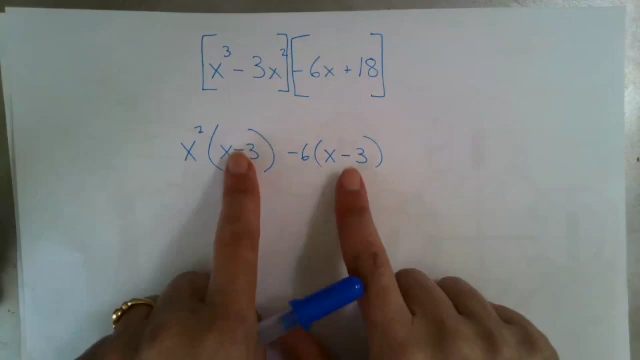 [x³ - 3x²][-6x + 18]
x²(x-3) -6(x-3)